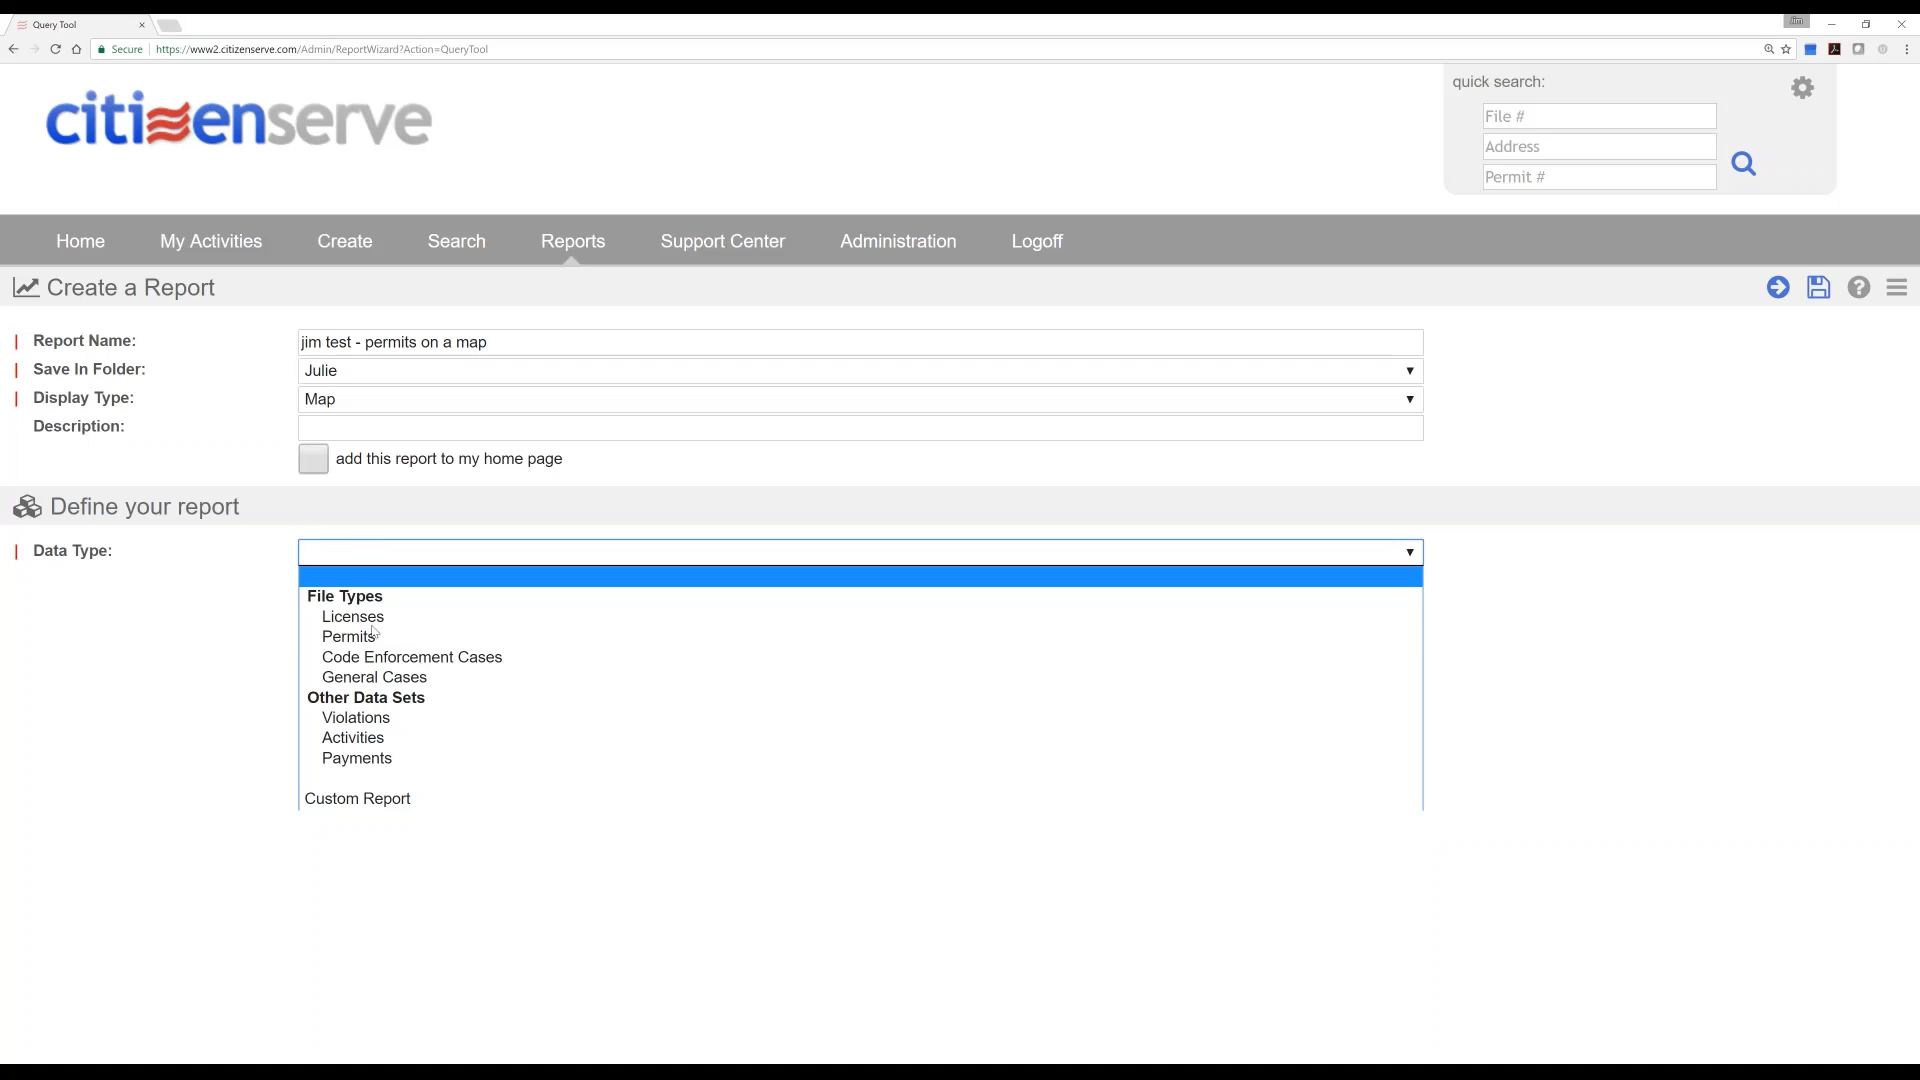 Query Tool
Jim
Secure
https://www2.citizenserve.com/Admin/ReportWizard?Action=QueryTool
citizenserve
quick search:
File #
Address
Permit #
Home
My Activities
Create
Search
Reports
Support Center
Administration
Logoff
Create a Report
Report Name:
jim test - permits on a map
Save In Folder:
Julie
Display Type:
Map
Description:
add this report to my home page
Define your report
Data Type:
File Types
Licenses
Permits
Code Enforcement Cases
General Cases
Other Data Sets
Violations
Activities
Payments
Custom Report